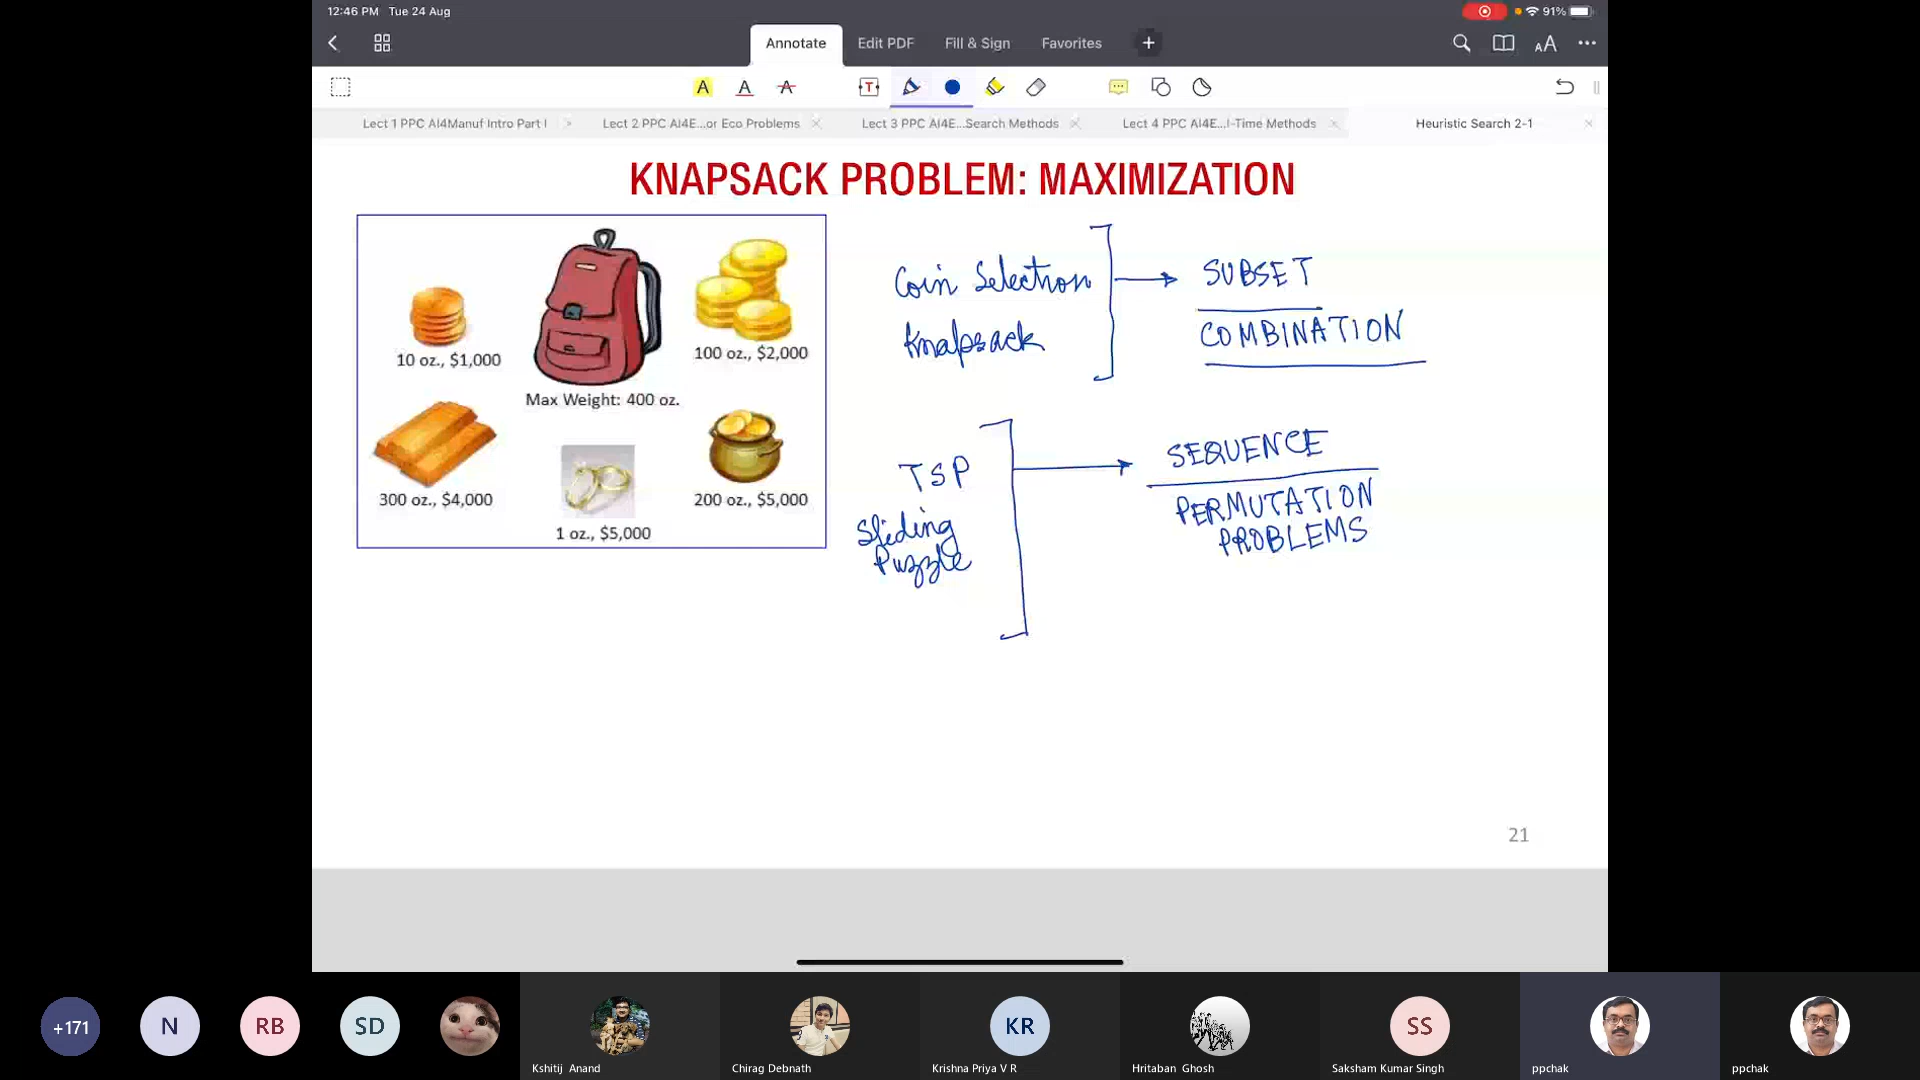 12:46 PM Tue 24 Aug
91%
Annotate Edit PDF Fill & Sign Favorites
A A A T AA
Lect 1 PPC AI4Manuf Intro Part I Lect 2 PPC AI4E...or Eco Problems Lect 3 PPC AI4E...Search Methods Lect 4 PPC AI4E...l-Time Methods Heuristic Search 2-1
KNAPSACK PROBLEM: MAXIMIZATION
10 oz., $1,000
100 oz., $2,000
Max Weight: 400 oz.
300 oz., $4,000
200 oz., $5,000
1 oz., $5,000
Coin Selection
Knapsack
SUBSET
COMBINATION
TSP
Sliding
Puzzle
SEQUENCE
PERMUTATION
PROBLEMS
21
+171 N RB SD KR SS
Kshitij Anand Chirag Debnath Krishna Priya V R Hritaban Ghosh Saksham Kumar Singh ppchak ppchak